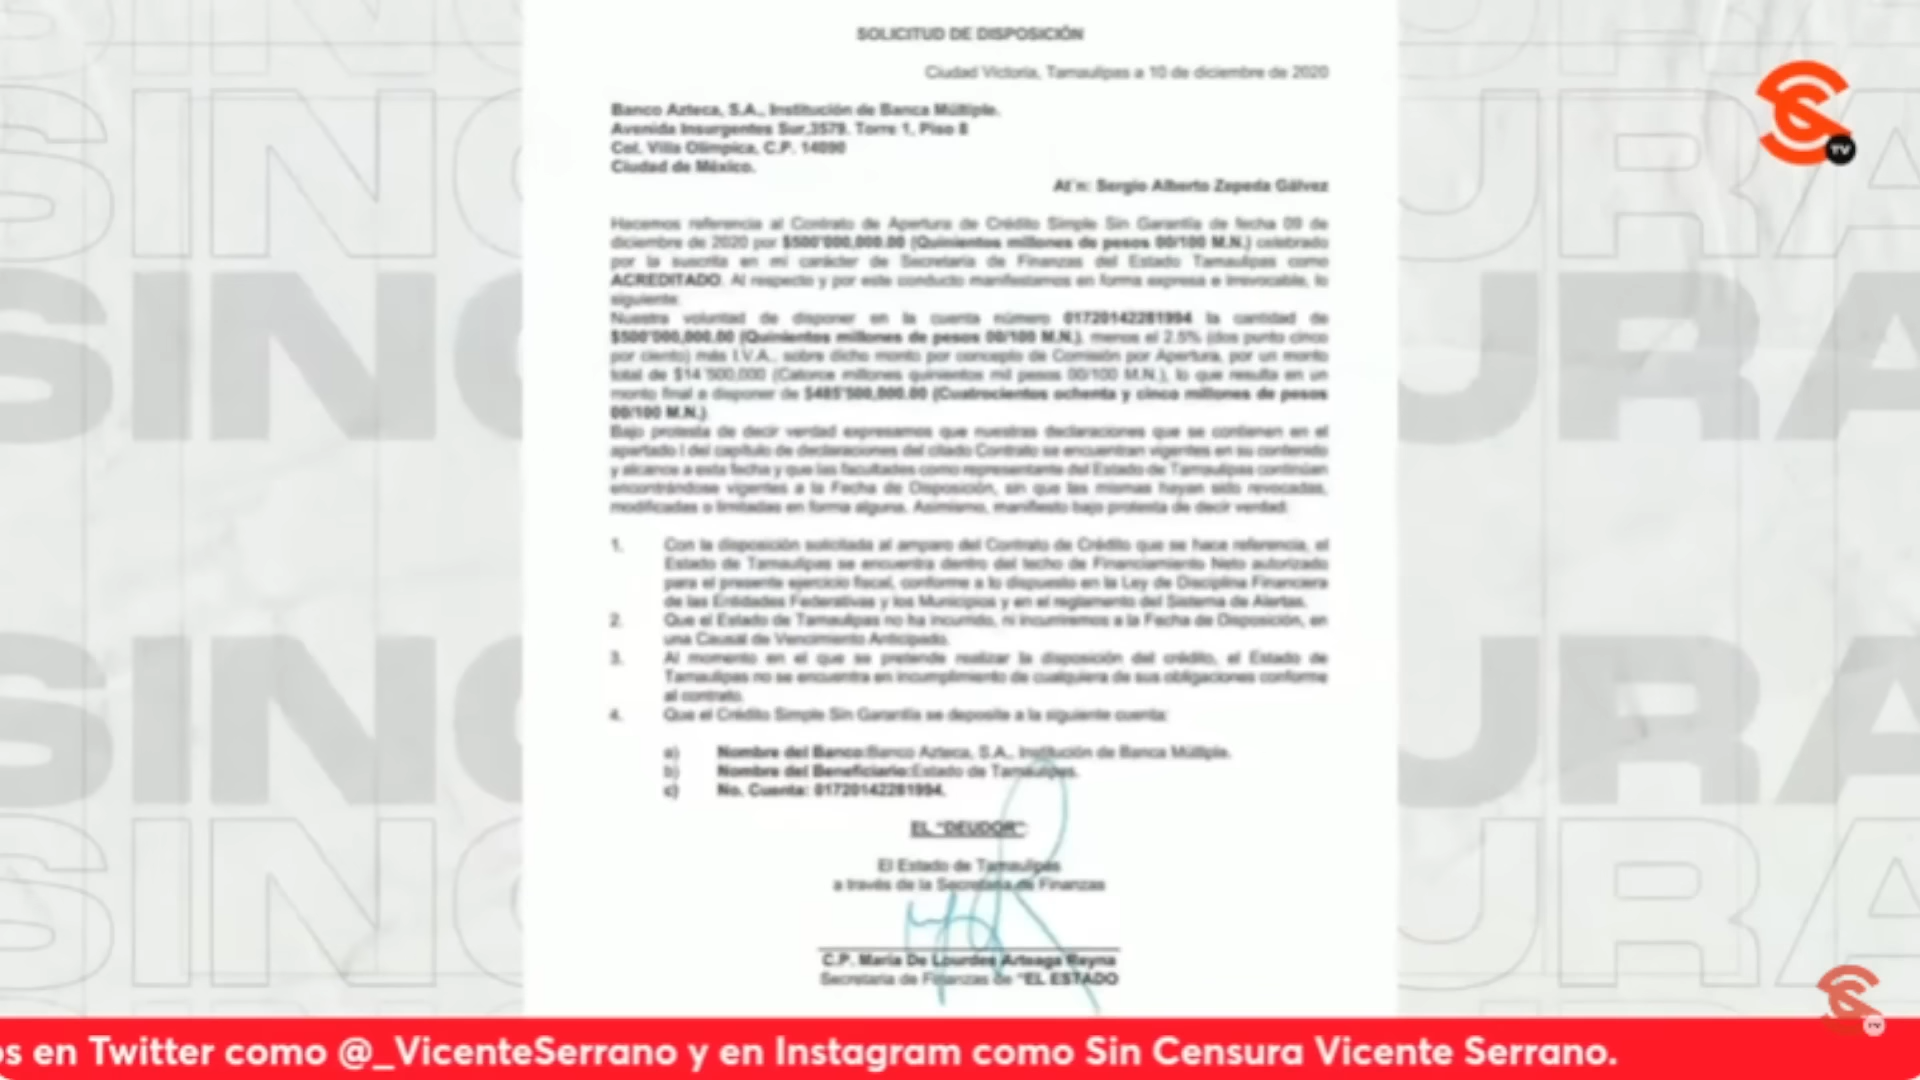 SOLICITUD DE DISPOSICIÓN
Ciudad Victoria, Tamaulipas a 10 de diciembre de 2020
Banco Azteca, S.A., Institución de Banca Múltiple.
Avenida Insurgentes Sur,3579. Torre 1, Piso 8
Col. Villa Olímpica, C.P. 14090
Ciudad de México.
At´n: Sergio Alberto Zepeda Gálvez
Hacemos referencia al Contrato de Apertura de Crédito Simple Sin Garantía de fecha 09 de
diciembre de 2020 por $500'000,000.00 (Quinientos millones de pesos 00/100 M.N.) celebrado
por la suscrita en mi carácter de Secretaria de Finanzas del Estado Tamaulipas como
ACREDITADO. Al respecto y por este conducto manifestamos en forma expresa e irrevocable, lo
siguiente:
Nuestra voluntad de disponer en la cuenta número 01720142281994 la cantidad de
$500'000,000.00 (Quinientos millones de pesos 00/100 M.N.), menos el 2.5% (dos punto cinco
por ciento) más I.V.A., sobre dicho monto por concepto de Comisión por Apertura, por un monto
total de $14'500,000 (Catorce millones quinientos mil pesos 00/100 M.N.), lo que resulta en un
monto final a disponer de $485'500,000.00 (Cuatrocientos ochenta y cinco millones de pesos
00/100 M.N.).
Bajo protesta de decir verdad expresamos que nuestras declaraciones que se contienen en el
apartado I del capítulo de declaraciones del citado Contrato se encuentran vigentes en su contenido
y alcance a esta fecha y que las facultades como representante del Estado de Tamaulipas continúan
encontrándose vigentes a la Fecha de Disposición, sin que las mismas hayan sido revocadas,
modificadas o limitadas en forma alguna. Asimismo, manifiesto bajo protesta de decir verdad:
1. Con la disposición solicitada al amparo del Contrato de Crédito que se hace referencia, el
Estado de Tamaulipas se encuentra dentro del techo de Financiamiento Neto autorizado
para el presente ejercicio fiscal, conforme a lo dispuesto en la Ley de Disciplina Financiera
de las Entidades Federativas y los Municipios y en el reglamento del Sistema de Alertas.
2. Que el Estado de Tamaulipas no ha incurrido, ni incurriremos a la Fecha de Disposición, en
una Causal de Vencimiento Anticipado.
3. Al momento en el que se pretende realizar la disposición del crédito, el Estado de
Tamaulipas no se encuentra en incumplimiento de cualquiera de sus obligaciones conforme
al contrato.
4. Que el Crédito Simple Sin Garantía se deposite a la siguiente cuenta:
a) Nombre del Banco:Banco Azteca, S.A., Institución de Banca Múltiple.
b) Nombre del Beneficiario:Estado de Tamaulipas.
c) No. Cuenta: 01720142281994.
EL "DEUDOR":
El Estado de Tamaulipas
a través de la Secretaria de Finanzas
C.P. María De Lourdes Arteaga Reyna
Secretaria de Finanzas de "EL ESTADO
TV
TV
os en Twitter como @_VicenteSerrano y en Instagram como Sin Censura Vicente Serrano.